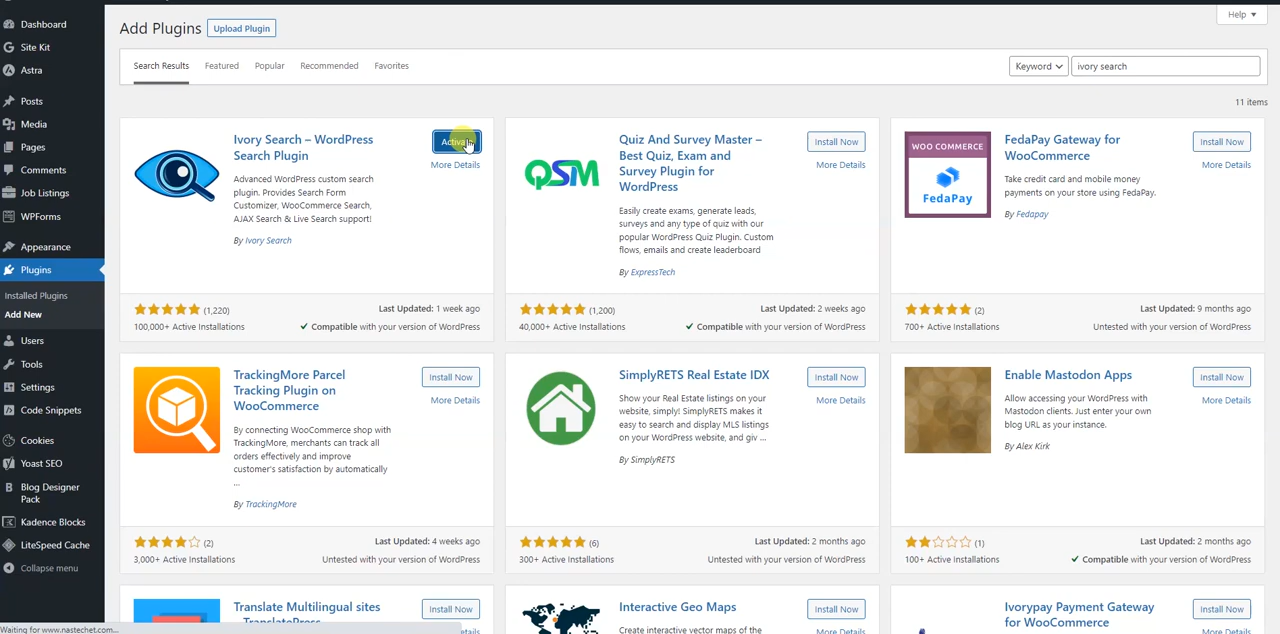 Dashboard
Site Kit
Astra
Posts
Media
Pages
Comments
Job Listings
WPForms
Appearance
Plugins
Installed Plugins
Add New
Users
Tools
Settings
Code Snippets
Cookies
Yoast SEO
Blog Designer
Pack
Kadence Blocks
LiteSpeed Cache
Collapse menu
Waiting for www.nastechet.com...
Help
Add Plugins
Upload Plugin
Search Results Featured Popular Recommended Favorites
Keyword ivory search
11 items
Ivory Search – WordPress
Search Plugin
More Details
Advanced WordPress custom search
plugin. Provides Search Form
Customizer, WooCommerce Search,
AJAX Search & Live Search support!
By Ivory Search
(1,220)
Last Updated: 1 week ago
100,000+ Active Installations
Compatible with your version of WordPress
QSM
Quiz And Survey Master –
Best Quiz, Exam and
Survey Plugin for
WordPress
Install Now
More Details
Easily create exams, generate leads,
surveys and any type of quiz with our
popular WordPress Quiz Plugin. Custom
flows, emails and create leaderboard
By ExpressTech
(1,200)
Last Updated: 2 weeks ago
40,000+ Active Installations
Compatible with your version of WordPress
WOO COMMERCE
FedaPay
FedaPay Gateway for
WooCommerce
Install Now
More Details
Take credit card and mobile money
payments on your store using FedaPay.
By Fedapay
(2)
Last Updated: 9 months ago
700+ Active Installations
Untested with your version of WordPress
TrackingMore Parcel
Tracking Plugin on
WooCommerce
Install Now
More Details
By connecting WooCommerce shop with
TrackingMore, merchants can track all
orders effectively and improve
customer's satisfaction by automatically
...
By TrackingMore
(2)
Last Updated: 4 weeks ago
3,000+ Active Installations
Untested with your version of WordPress
SimplyRETS Real Estate IDX
Install Now
More Details
Show your Real Estate listings on your
website, simply! SimplyRETS makes it
easy to search and display MLS listings
on your WordPress website, and giv ...
By SimplyRETS
(6)
Last Updated: 2 months ago
300+ Active Installations
Untested with your version of WordPress
Enable Mastodon Apps
Install Now
More Details
Allow accessing your WordPress with
Mastodon clients. Just enter your own
blog URL as your instance.
By Alex Kirk
(1)
Last Updated: 2 months ago
100+ Active Installations
Compatible with your version of WordPress
Translate Multilingual sites
Install Now
Interactive Geo Maps
Install Now
More Details
Create interactive vector maps of the
Ivorypay Payment Gateway
for WooCommerce
Install Now
More Details